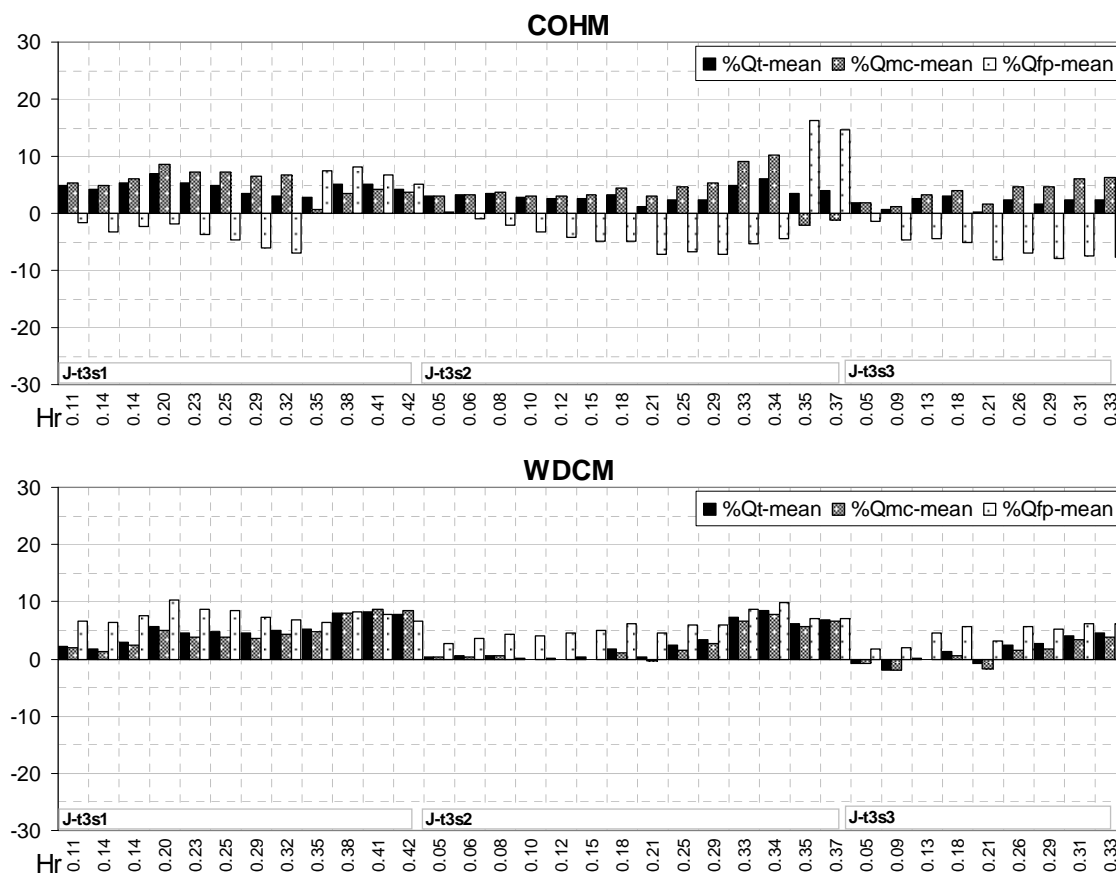 COHM
30
20
10
0
-10
-20
-30
%Qt-mean %Qmc-mean %Qfp-mean
J-t3s1 J-t3s2 J-t3s3
Hr 0.11 0.14 0.14 0.20 0.23 0.25 0.29 0.32 0.35 0.38 0.41 0.42 0.05 0.06 0.08 0.10 0.12 0.15 0.18 0.21 0.25 0.29 0.33 0.34 0.35 0.37 0.05 0.09 0.13 0.18 0.21 0.26 0.29 0.31 0.33
WDCM
30
20
10
0
-10
-20
-30
%Qt-mean %Qmc-mean %Qfp-mean
J-t3s1 J-t3s2 J-t3s3
Hr 0.11 0.14 0.14 0.20 0.23 0.25 0.29 0.32 0.35 0.38 0.41 0.42 0.05 0.06 0.08 0.10 0.12 0.15 0.18 0.21 0.25 0.29 0.33 0.34 0.35 0.37 0.05 0.09 0.13 0.18 0.21 0.26 0.29 0.31 0.33